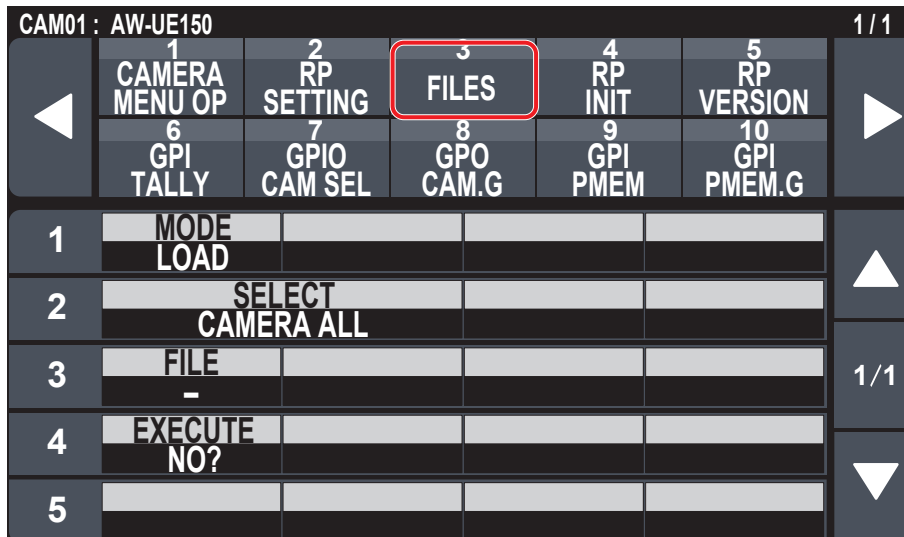 CAM01 : AW-UE150 1 / 1
1 2 3 4 5
CAMERA MENU OP
RP SETTING
FILES
RP INIT
RP VERSION
6 7 8 9 10
GPI TALLY
GPIO CAM SEL
GPO CAM.G
GPI PMEM
GPI PMEM.G
1 MODE
LOAD
2 SELECT
CAMERA ALL
3 FILE
–
1/1
4 EXECUTE
NO?
5